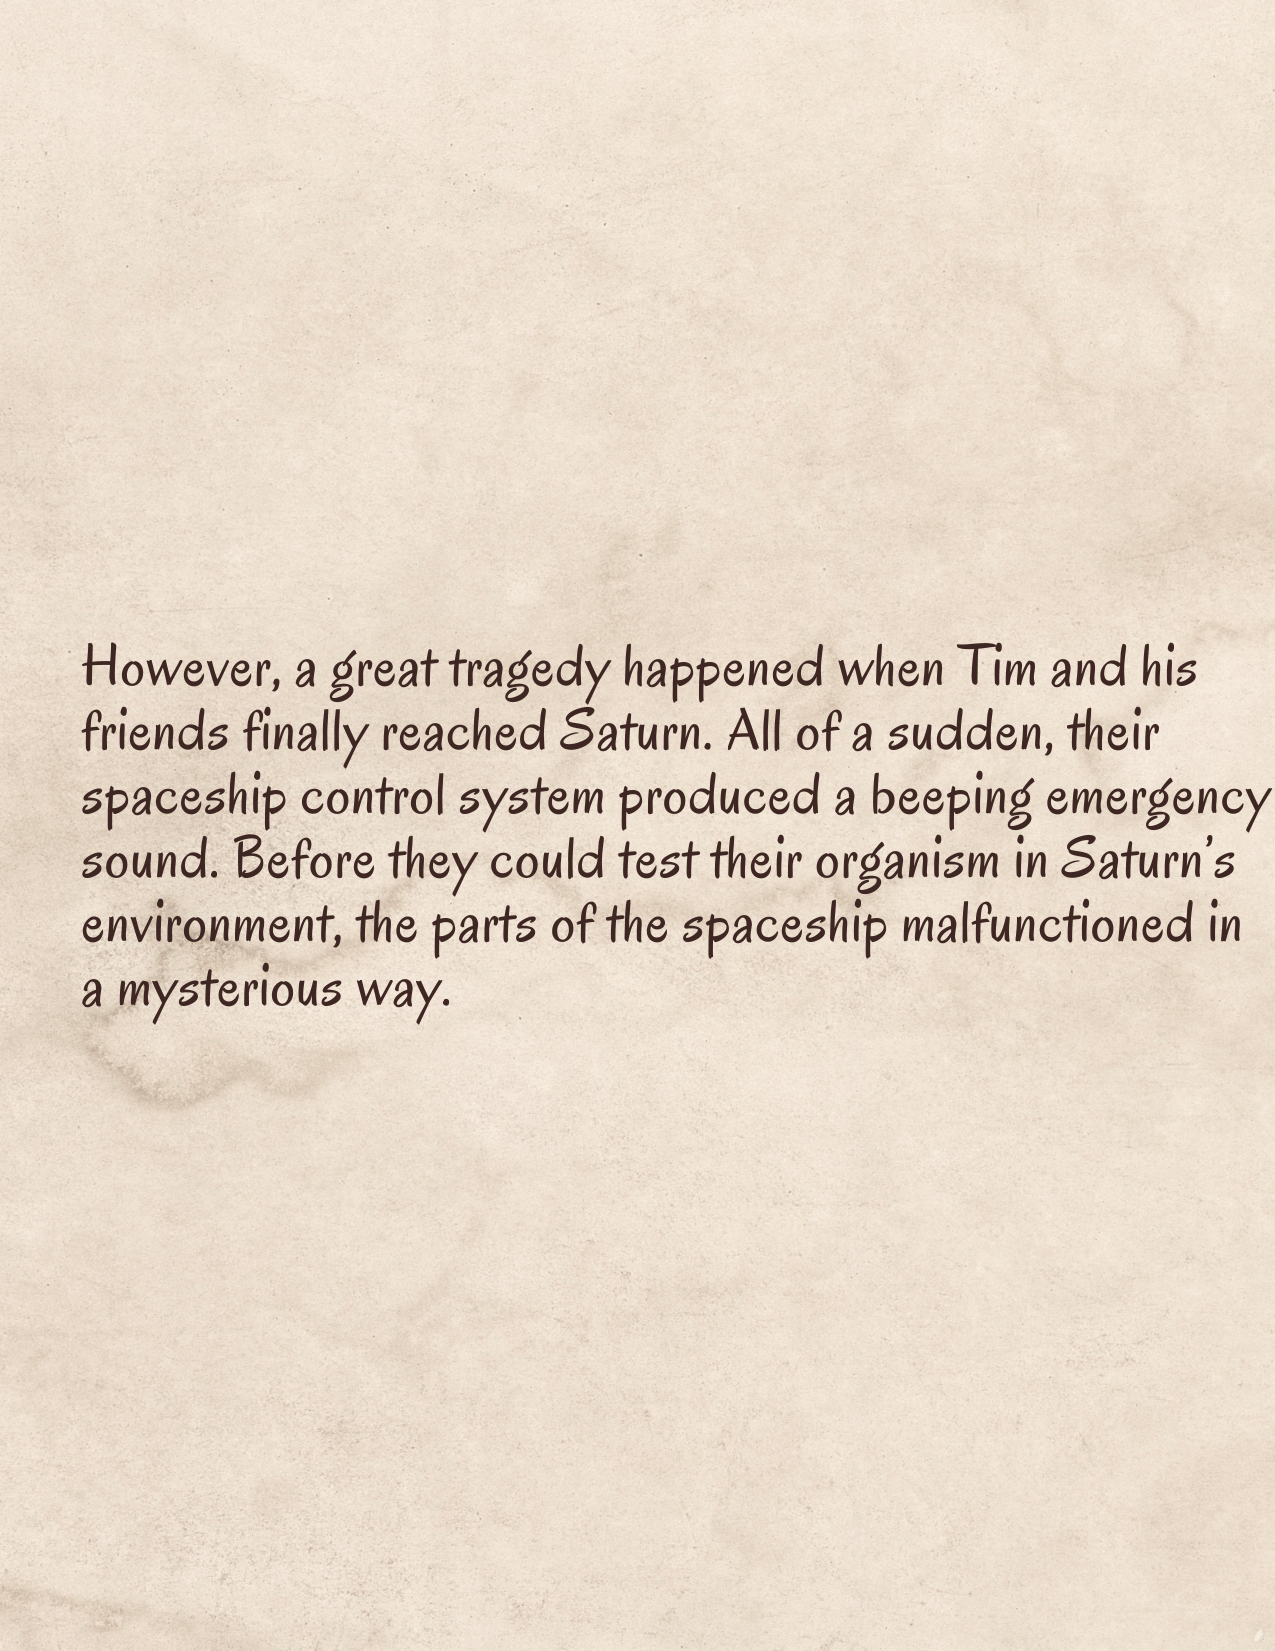 However, a great tragedy happened when Tim and his
friends finally reached Saturn. All of a sudden, their
spaceship control system produced a beeping emergency
sound. Before they could test their organism in Saturn’s
environment, the parts of the spaceship malfunctioned in
a mysterious way.